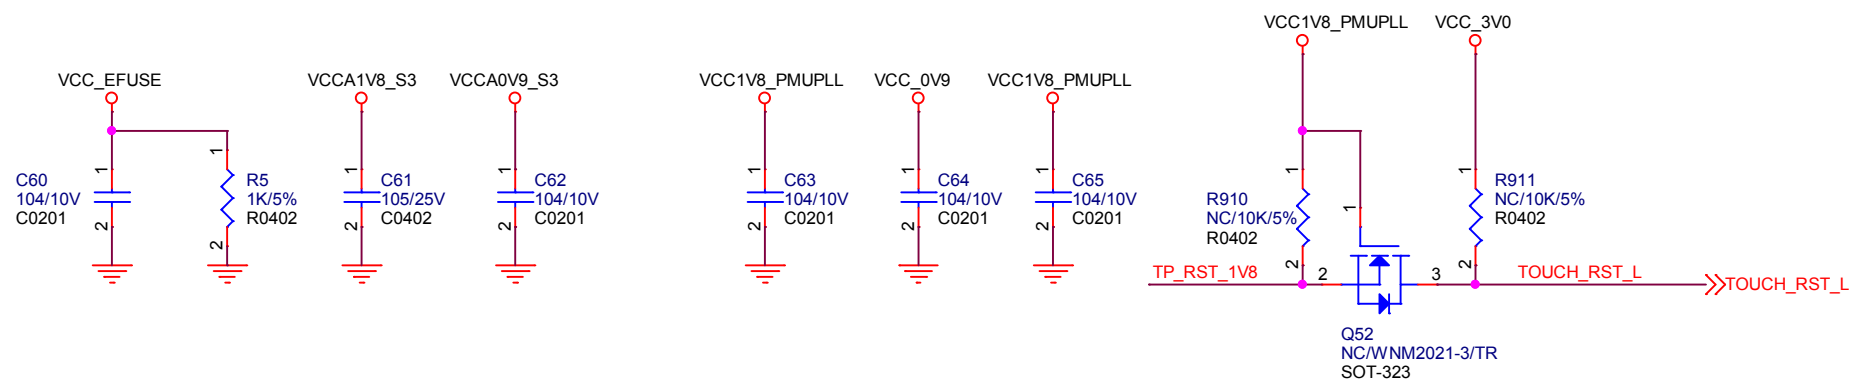 VCC_EFUSE
1
C60
104/10V
C0201
2
1
R5
1K/5%
R0402
2
VCCA1V8_S3
1
C61
105/25V
C0402
2
VCCA0V9_S3
1
C62
104/10V
C0201
2
VCC1V8_PMUPLL
1
C63
104/10V
C0201
2
VCC_0V9
1
C64
104/10V
C0201
2
VCC1V8_PMUPLL
1
C65
104/10V
C0201
2
VCC1V8_PMUPLL
VCC_3V0
1
R910
NC/10K/5%
R0402
2
1
1
R911
NC/10K/5%
R0402
2
TP_RST_1V8
2
3
TOUCH_RST_L
TOUCH_RST_L
Q52
NC/WNM2021-3/TR
SOT-323